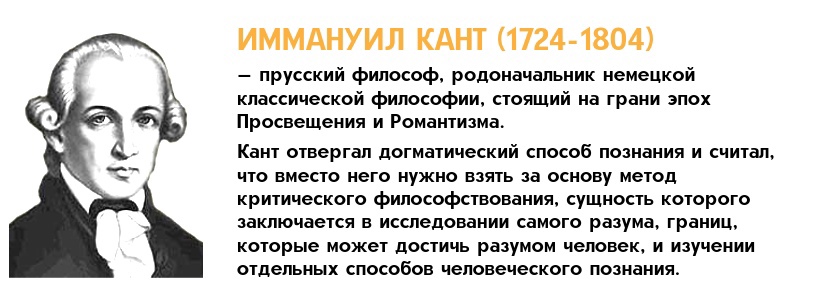 ИММАНУИЛ КАНТ (1724-1804)
– прусский философ, родоначальник немецкой
классической философии, стоящий на грани эпох
Просвещения и Романтизма.
Кант отвергал догматический способ познания и считал,
что вместо него нужно взять за основу метод
критического философствования, сущность которого
заключается в исследовании самого разума, границ,
которые может достичь разумом человек, и изучении
отдельных способов человеческого познания.